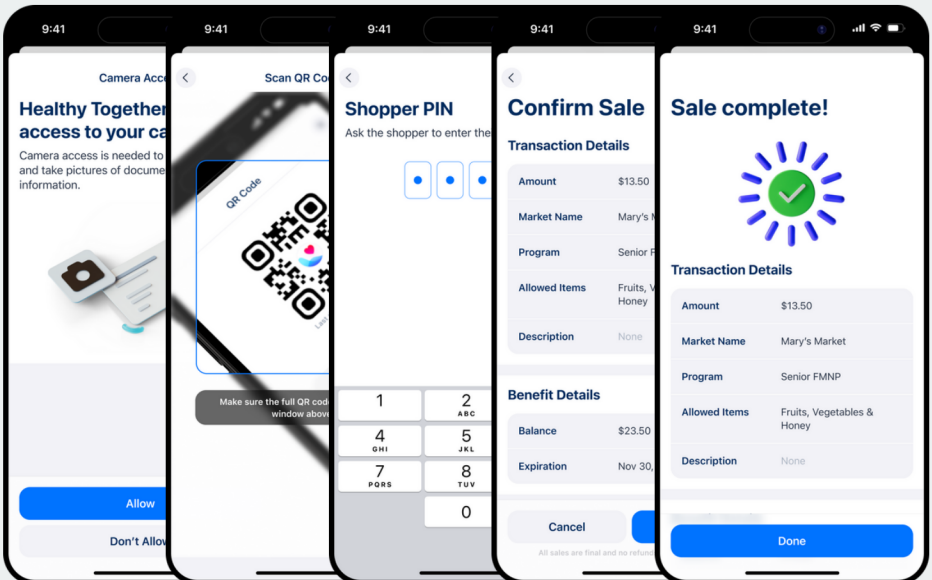 9:41
Camera Acce
Healthy Together
access to your ca
Camera access is needed to
and take pictures of docume
information.
Allow
Don't Allow
9:41
Scan QR Co
QR Code
Last
Make sure the full QR code
window above
9:41
Shopper PIN
Ask the shopper to enter the
1
2
ABC
4
GHI
5
JKL
7
PQRS
8
TUV
0
9:41
Confirm Sale
Transaction Details
Amount $13.50
Market Name Mary's M
Program Senior F
Allowed Items Fruits, V
Honey
Description None
Benefit Details
Balance $23.50
Expiration Nov 30,
Cancel
All sales are final and no refund
9:41
Sale complete!
Transaction Details
Amount $13.50
Market Name Mary's Market
Program Senior FMNP
Allowed Items Fruits, Vegetables &
Honey
Description None
Done